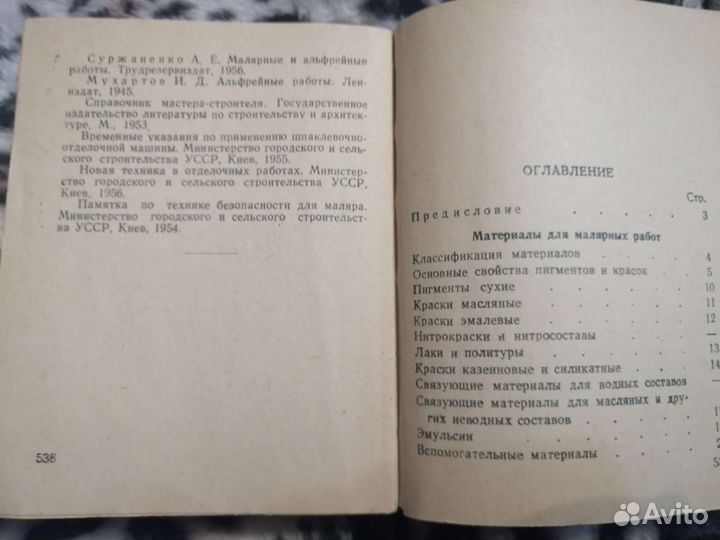 Суржаненко А. Е. Малярные и альфрейные
работы. Трудрезервиздат, 1956.
Мухартов И. Д. Альфрейные работы. Лен-
издат, 1945.
Справочник мастера-строителя. Государственное
издательство литературы по строительству и архитек-
туре, М., 1953.
Временные указания по применению шпаклевочно-
отделочной машины. Министерство городского и сель-
ского строительства УССР, Киев, 1955.
Новая техника в отделочных работах. Министер-
ство городского и сельского строительства УССР,
Киев, 1956.
Памятка по технике безопасности для маляра.
Министерство городского и сельского строительст-
ва УССР, Киев, 1954.
538
ОГЛАВЛЕНИЕ
Стр.
Предисловие . . . . . 3
Материалы для малярных работ
Классификация материалов . . . . 4
Основные свойства пигментов и красок . . . 5
Пигменты сухие . . . . . 10
Краски масляные . . . . . 11
Краски эмалевые . . . . . 12
Нитрокраски и нитросоставы . . . . —
Лаки и политуры . . . . . 13
Краски казеиновые и силикатные . . . 14
Связующие материалы для водных составов —
Связующие материалы для масляных и дру-
гих неводных составов . . . .
Эмульсии . . . . .
Вспомогательные материалы . . . .
Avito